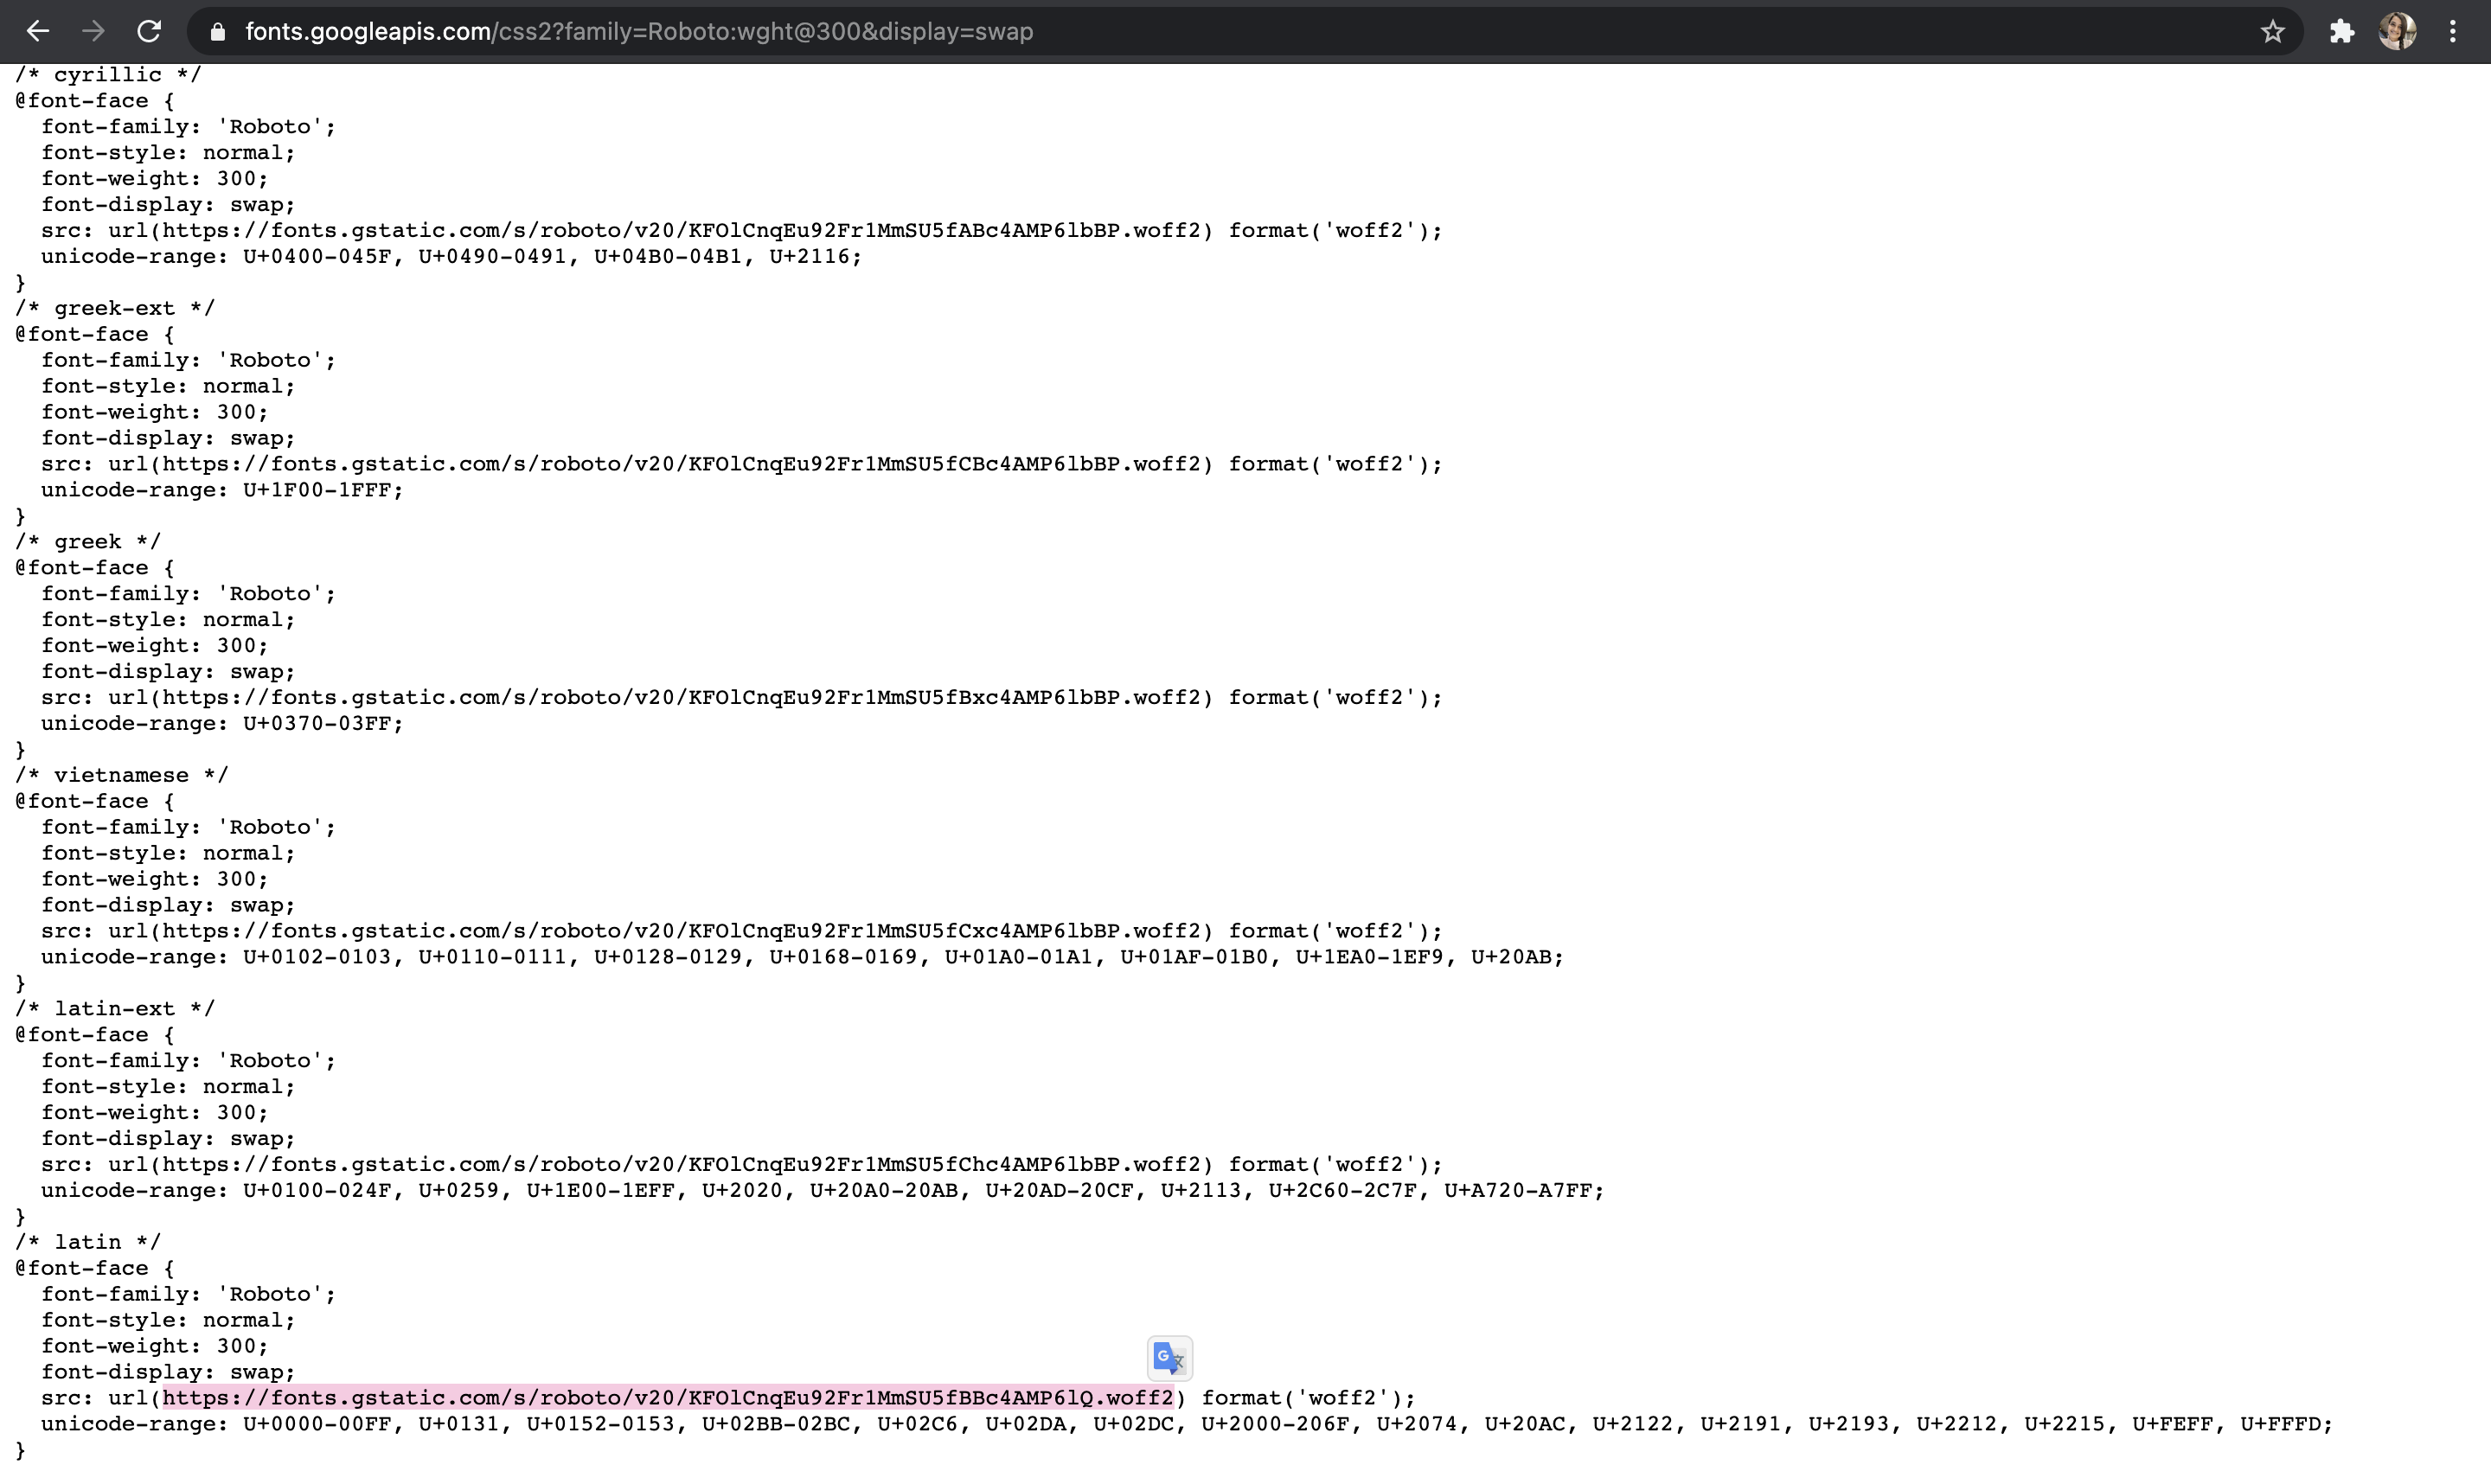 fonts.googleapis.com/css2?family=Roboto:wght@300&display=swap
/* cyrillic */
@font-face {
  font-family: 'Roboto';
  font-style: normal;
  font-weight: 300;
  font-display: swap;
  src: url(https://fonts.gstatic.com/s/roboto/v20/KFOlCnqEu92Fr1MmSU5fABc4AMP6lbBP.woff2) format('woff2');
  unicode-range: U+0400-045F, U+0490-0491, U+04B0-04B1, U+2116;
}
/* greek-ext */
@font-face {
  font-family: 'Roboto';
  font-style: normal;
  font-weight: 300;
  font-display: swap;
  src: url(https://fonts.gstatic.com/s/roboto/v20/KFOlCnqEu92Fr1MmSU5fCBc4AMP6lbBP.woff2) format('woff2');
  unicode-range: U+1F00-1FFF;
}
/* greek */
@font-face {
  font-family: 'Roboto';
  font-style: normal;
  font-weight: 300;
  font-display: swap;
  src: url(https://fonts.gstatic.com/s/roboto/v20/KFOlCnqEu92Fr1MmSU5fBxc4AMP6lbBP.woff2) format('woff2');
  unicode-range: U+0370-03FF;
}
/* vietnamese */
@font-face {
  font-family: 'Roboto';
  font-style: normal;
  font-weight: 300;
  font-display: swap;
  src: url(https://fonts.gstatic.com/s/roboto/v20/KFOlCnqEu92Fr1MmSU5fCxc4AMP6lbBP.woff2) format('woff2');
  unicode-range: U+0102-0103, U+0110-0111, U+0128-0129, U+0168-0169, U+01A0-01A1, U+01AF-01B0, U+1EA0-1EF9, U+20AB;
}
/* latin-ext */
@font-face {
  font-family: 'Roboto';
  font-style: normal;
  font-weight: 300;
  font-display: swap;
  src: url(https://fonts.gstatic.com/s/roboto/v20/KFOlCnqEu92Fr1MmSU5fChc4AMP6lbBP.woff2) format('woff2');
  unicode-range: U+0100-024F, U+0259, U+1E00-1EFF, U+2020, U+20A0-20AB, U+20AD-20CF, U+2113, U+2C60-2C7F, U+A720-A7FF;
}
/* latin */
@font-face {
  font-family: 'Roboto';
  font-style: normal;
  font-weight: 300;
  font-display: swap;
  src: url(https://fonts.gstatic.com/s/roboto/v20/KFOlCnqEu92Fr1MmSU5fBBc4AMP6lQ.woff2) format('woff2');
  unicode-range: U+0000-00FF, U+0131, U+0152-0153, U+02BB-02BC, U+02C6, U+02DA, U+02DC, U+2000-206F, U+2074, U+20AC, U+2122, U+2191, U+2193, U+2212, U+2215, U+FEFF, U+FFFD;
}